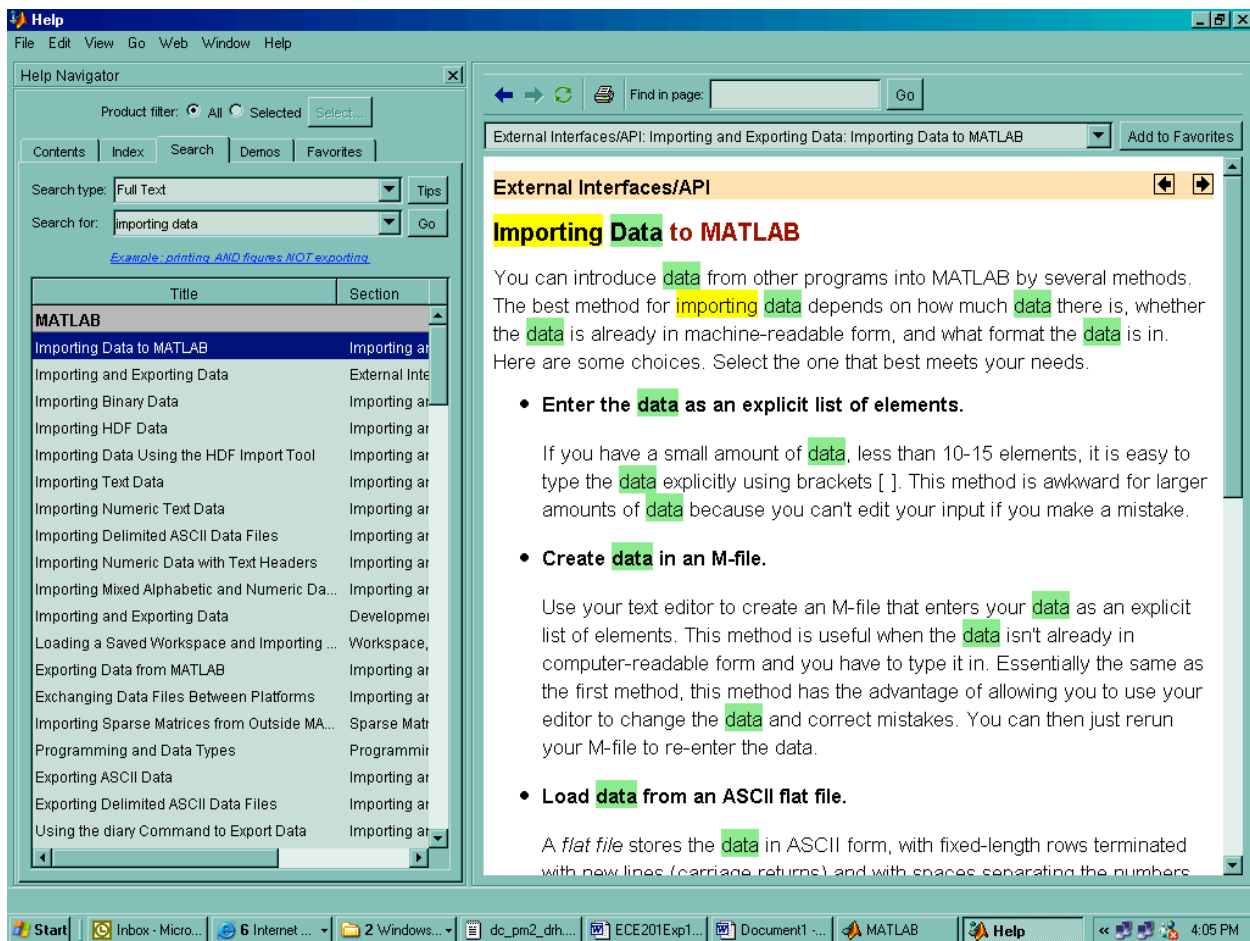 Help
File Edit View Go Web Window Help
Help Navigator
Product filter: All Selected Select...
Contents Index Search Demos Favorites
Search type: Full Text Tips
Search for: importing data Go
Example: printing AND figures NOT exporting
Title Section
MATLAB
Importing Data to MATLAB Importing ar
Importing and Exporting Data External Inte
Importing Binary Data Importing ar
Importing HDF Data Importing ar
Importing Data Using the HDF Import Tool Importing ar
Importing Text Data Importing ar
Importing Numeric Text Data Importing ar
Importing Delimited ASCII Data Files Importing ar
Importing Numeric Data with Text Headers Importing ar
Importing Mixed Alphabetic and Numeric Da... Importing ar
Importing and Exporting Data Developmei
Loading a Saved Workspace and Importing ... Workspace,
Exporting Data from MATLAB Importing ar
Exchanging Data Files Between Platforms Importing ar
Importing Sparse Matrices from Outside MA... Sparse Matr
Programming and Data Types Programmir
Exporting ASCII Data Importing ar
Exporting Delimited ASCII Data Files Importing ar
Using the diary Command to Export Data Importing ar
Find in page: Go
External Interfaces/API: Importing and Exporting Data: Importing Data to MATLAB Add to Favorites
External Interfaces/API
Importing Data to MATLAB
You can introduce data from other programs into MATLAB by several methods.
The best method for importing data depends on how much data there is, whether
the data is already in machine-readable form, and what format the data is in.
Here are some choices. Select the one that best meets your needs.
• Enter the data as an explicit list of elements.
If you have a small amount of data, less than 10-15 elements, it is easy to
type the data explicitly using brackets [ ]. This method is awkward for larger
amounts of data because you can't edit your input if you make a mistake.
• Create data in an M-file.
Use your text editor to create an M-file that enters your data as an explicit
list of elements. This method is useful when the data isn't already in
computer-readable form and you have to type it in. Essentially the same as
the first method, this method has the advantage of allowing you to use your
editor to change the data and correct mistakes. You can then just rerun
your M-file to re-enter the data.
• Load data from an ASCII flat file.
A flat file stores the data in ASCII form, with fixed-length rows terminated
with new lines (carriage returns) and with spaces separating the numbers
Start Inbox - Micro... 6 Internet ... 2 Windows... dc_pm2_drh.... ECE201Exp1... Document1 -... MATLAB Help « 4:05 PM